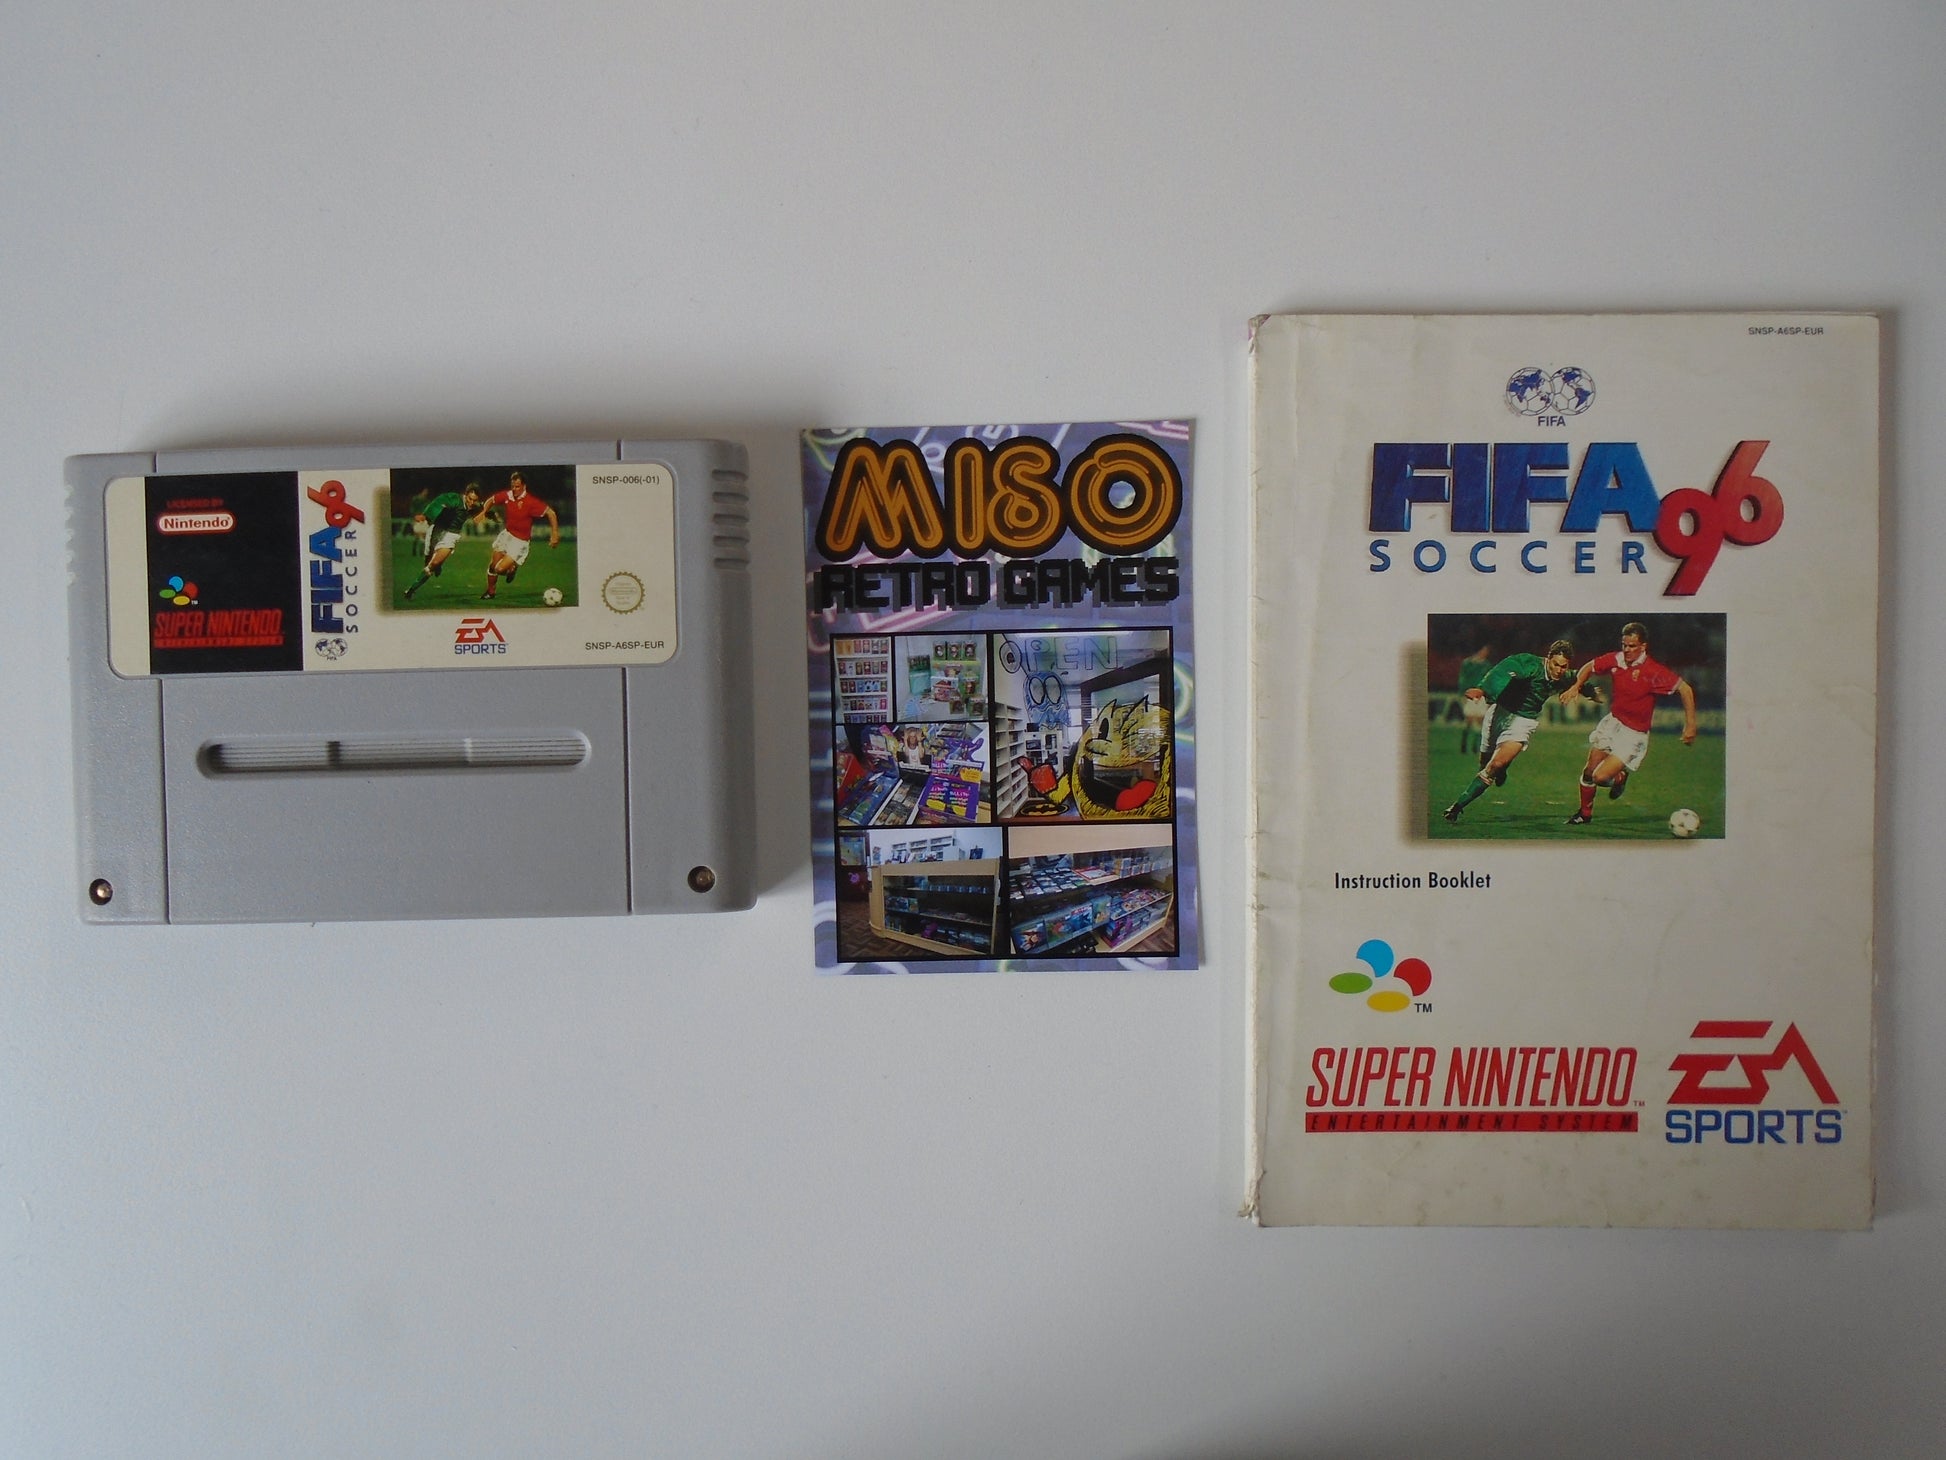 LICENSED BY
Nintendo
TM
SUPER NINTENDO
ENTERTAINMENT SYSTEM
FIFA 96
SOCCER
FIFA
SNSP-006(-01)
EA
SPORTS
SNSP-A6SP-EUR
MISO
RETRO GAMES
OPEN
SNSP-A6SP-EUR
FIFA
FIFA 96
SOCCER
Instruction Booklet
TM
SUPER NINTENDO TM
ENTERTAINMENT SYSTEM
EA
SPORTS